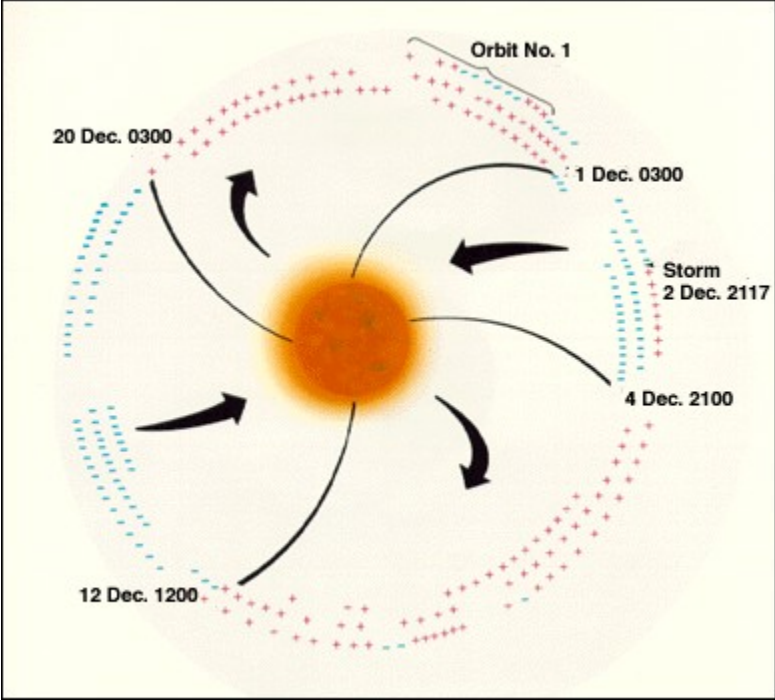 Orbit No. 1
20 Dec. 0300
1 Dec. 0300
Storm
2 Dec. 2117
4 Dec. 2100
12 Dec. 1200